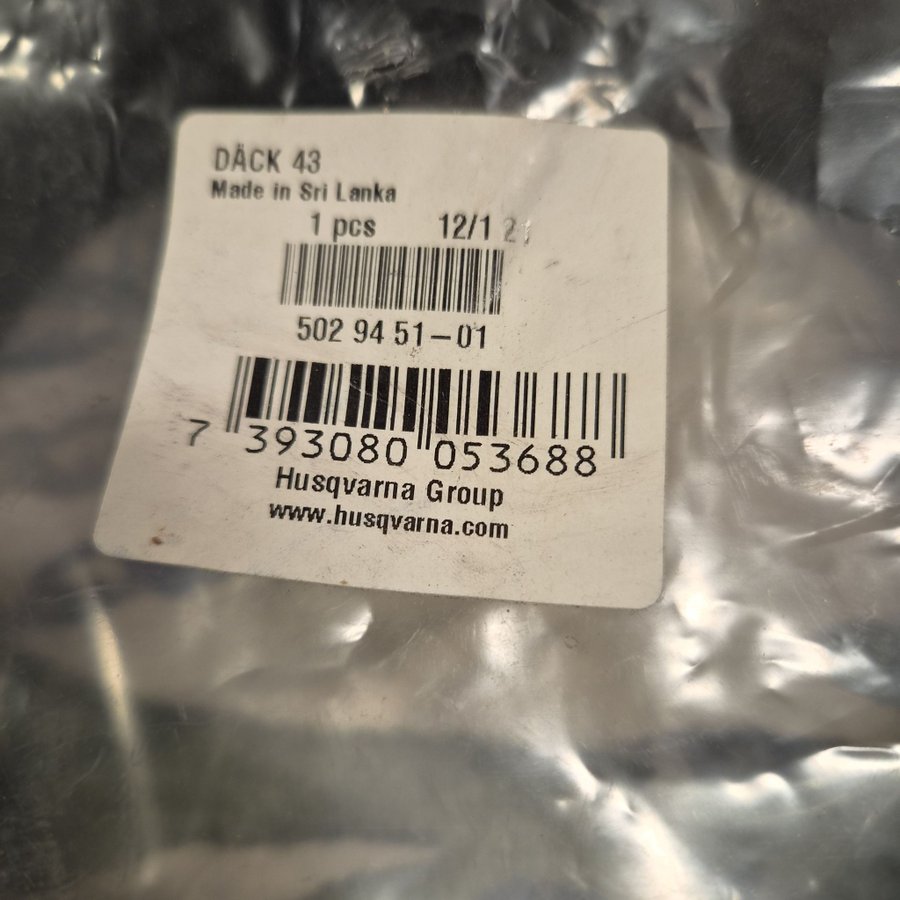 DÄCK 43
Made in Sri Lanka
1 pcs 12/1
502 94 51-01
7 393080 053688
Husqvarna Group
www.husqvarna.com